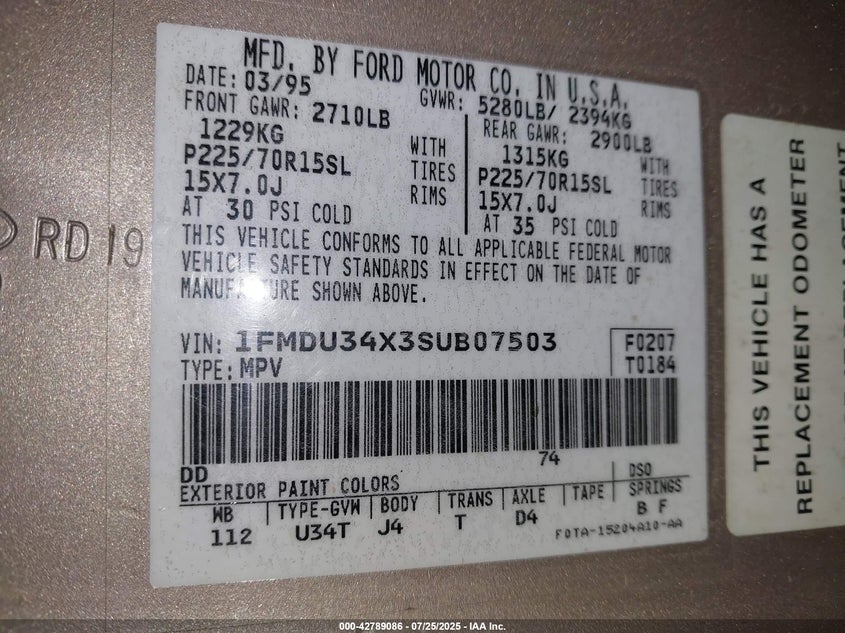 MFD. BY FORD MOTOR CO. IN U.S.A.
DATE: 03/95 GVWR: 5280LB/ 2394KG
FRONT GAWR: 2710LB
1229KG WITH
P225/70R15SL TIRES
15X7.0J RIMS
AT 30 PSI COLD
REAR GAWR: 2900LB
1315KG WITH
P225/70R15SL TIRES
15X7.0J RIMS
AT 35 PSI COLD
THIS VEHICLE CONFORMS TO ALL APPLICABLE FEDERAL MOTOR
VEHICLE SAFETY STANDARDS IN EFFECT ON THE DATE OF
MANUFACTURE SHOWN ABOVE.
VIN: 1FMDU34X3SUB07503
TYPE: MPV
F0207
T0184
74
DD
EXTERIOR PAINT COLORS DSO
WB TYPE-GVW BODY TRANS AXLE TAPE SPRINGS
112 U34T J4 T D4 B F
F0TA-15204A10-AA
RD 19
THIS VEHICLE HAS A
REPLACEMENT ODOMETER
000-42789086 - 07/25/2025 - IAA Inc.